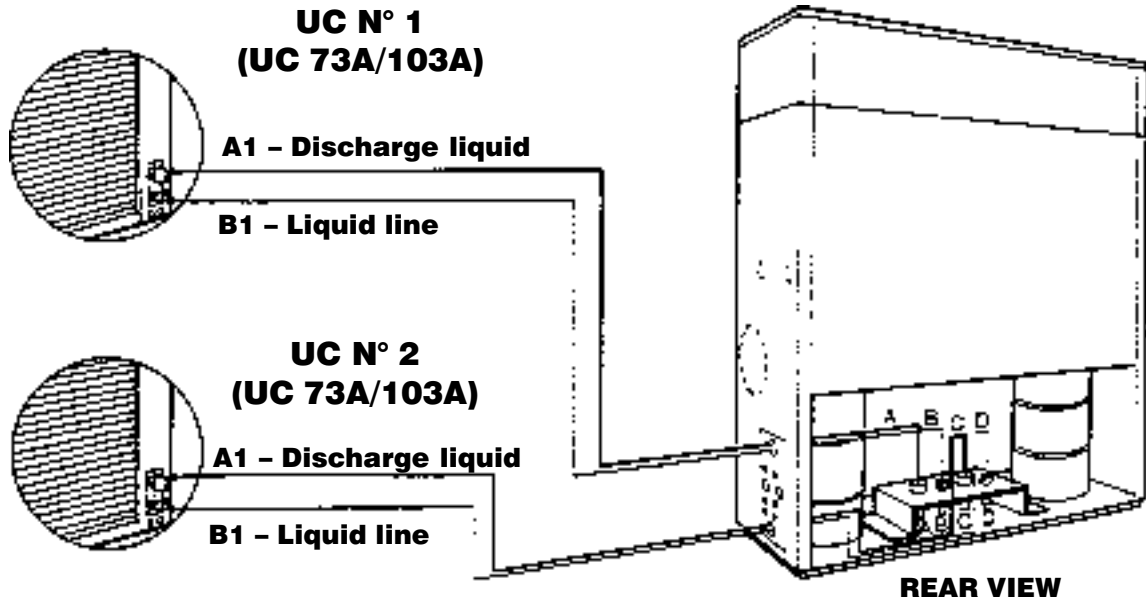 UC N° 1
(UC 73A/103A)
A1 – Discharge liquid
B1 – Liquid line
UC N° 2
(UC 73A/103A)
A1 – Discharge liquid
B1 – Liquid line
A B C D
A B C D
REAR VIEW